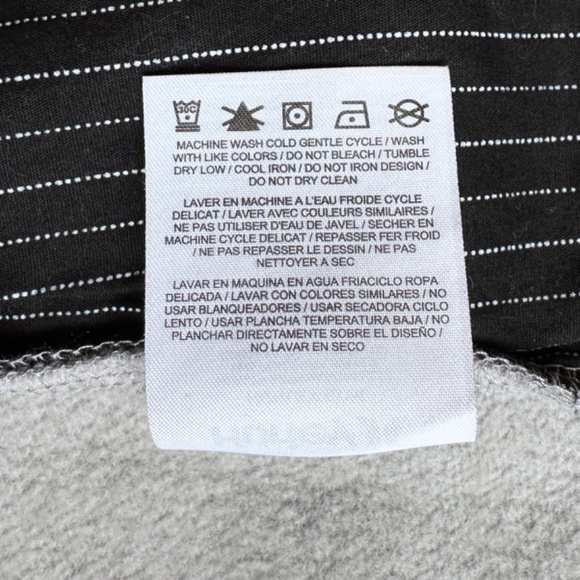 30C
MACHINE WASH COLD GENTLE CYCLE / WASH
WITH LIKE COLORS / DO NOT BLEACH / TUMBLE
DRY LOW / COOL IRON / DO NOT IRON DESIGN /
DO NOT DRY CLEAN
LAVER EN MACHINE A L'EAU FROIDE CYCLE
DELICAT / LAVER AVEC COULEURS SIMILAIRES /
NE PAS UTILISER D'EAU DE JAVEL / SECHER EN
MACHINE CYCLE DELICAT / REPASSER FER FROID
/ NE PAS REPASSER LE DESSIN / NE PAS
NETTOYER A SEC
LAVAR EN MAQUINA EN AGUA FRIACICLO ROPA
DELICADA / LAVAR CON COLORES SIMILARES / NO
USAR BLANQUEADORES / USAR SECADORA CICLO
LENTO / USAR PLANCHA TEMPERATURA BAJA / NO
PLANCHAR DIRECTAMENTE SOBRE EL DISEÑO /
NO LAVAR EN SECO